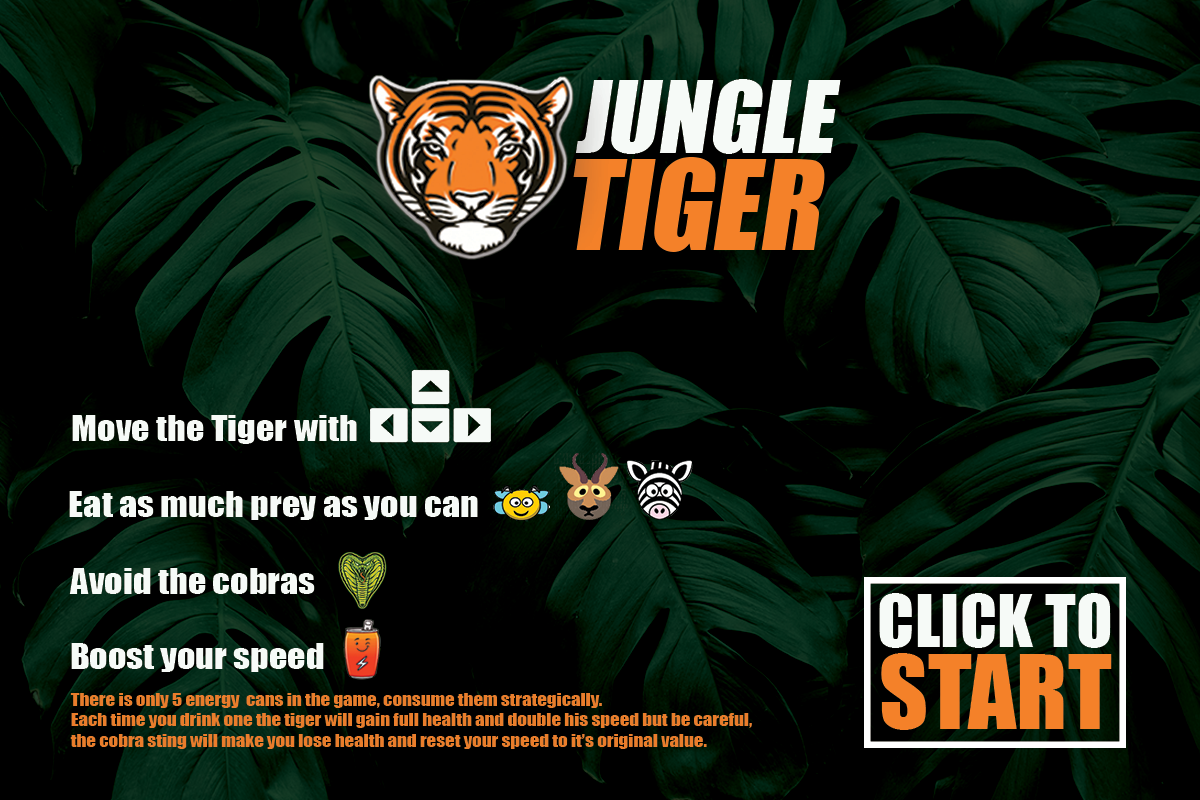 JUNGLE
TIGER
Move the Tiger with
Eat as much prey as you can
Avoid the cobras
Boost your speed
There is only 5 energy cans in the game, consume them strategically.
Each time you drink one the tiger will gain full health and double his speed but be careful,
the cobra sting will make you lose health and reset your speed to it's original value.
CLICK TO
START